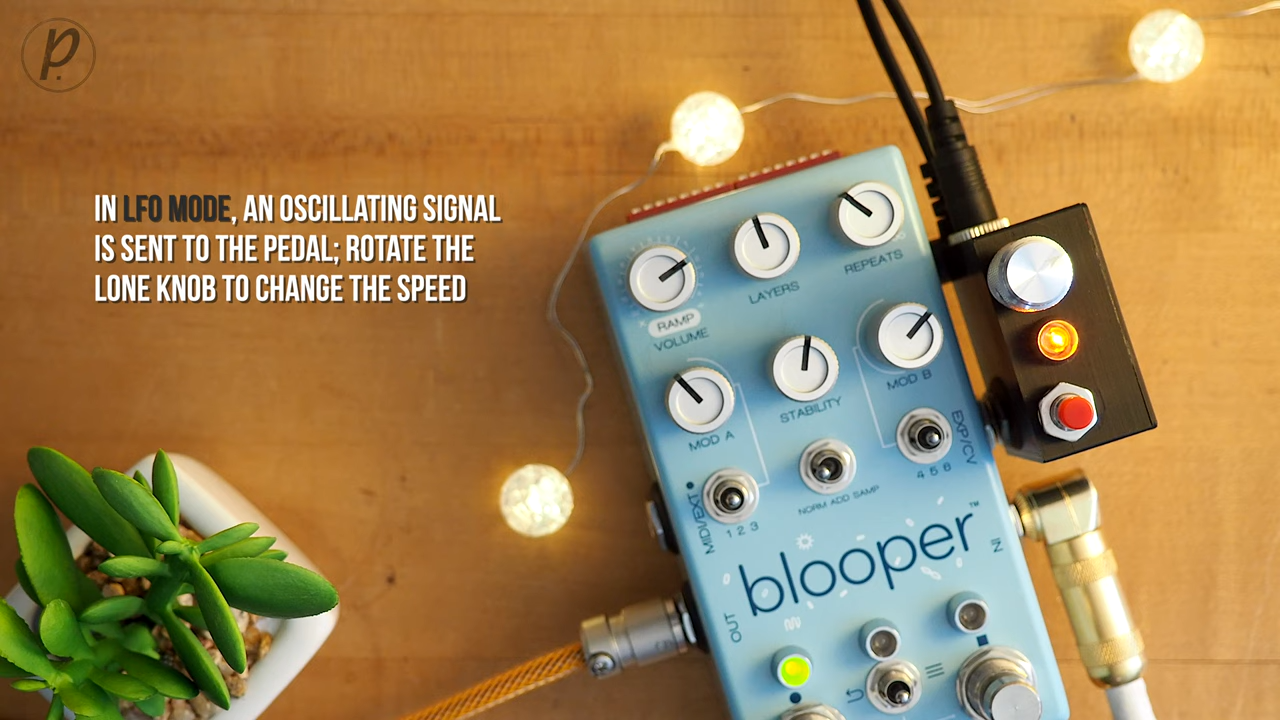 p.
IN LFO MODE, AN OSCILLATING SIGNAL
IS SENT TO THE PEDAL; ROTATE THE
LONE KNOB TO CHANGE THE SPEED
REPEATS
LAYERS
RAMP
VOLUME
MOD B
STABILITY
MOD A
EXP/CV
4 5 6
MIDI/EXT
1 2 3
NORM ADD SAMP
blooper™
IN
OUT